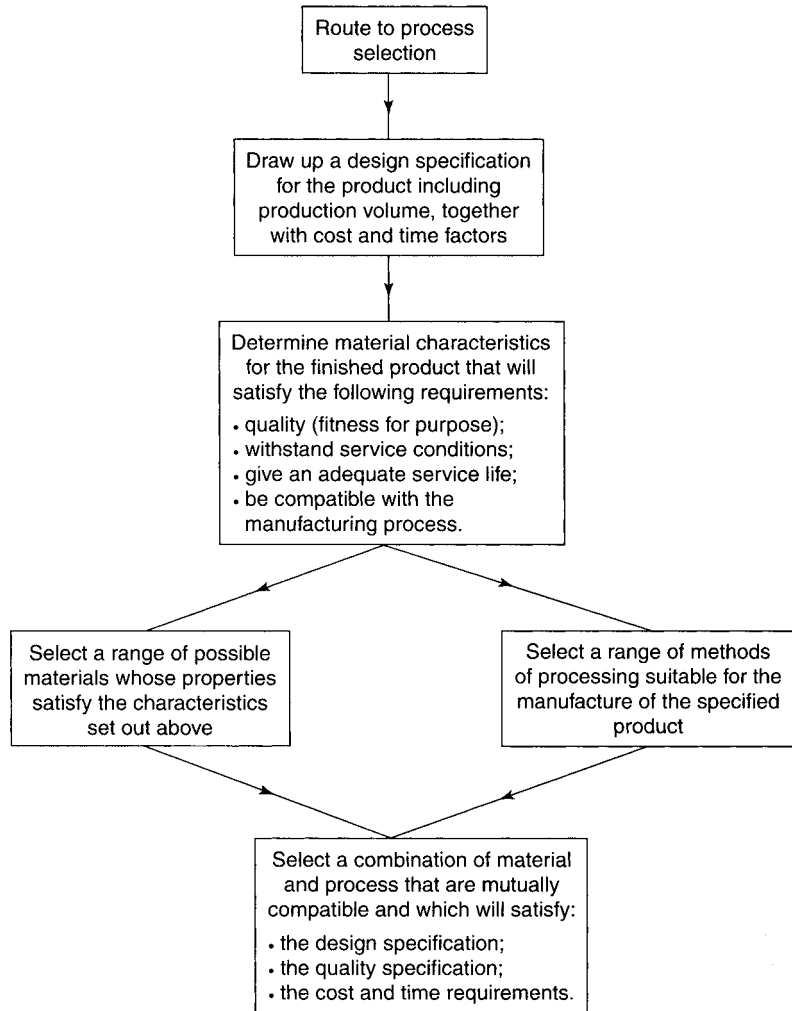 Route to process
selection
Draw up a design specification
for the product including
production volume, together
with cost and time factors
Determine material characteristics
for the finished product that will
satisfy the following requirements:
• quality (fitness for purpose);
• withstand service conditions;
• give an adequate service life;
• be compatible with the
manufacturing process.
Select a range of possible
materials whose properties
satisfy the characteristics
set out above
Select a range of methods
of processing suitable for the
manufacture of the specified
product
Select a combination of material
and process that are mutually
compatible and which will satisfy:
• the design specification;
• the quality specification;
• the cost and time requirements.